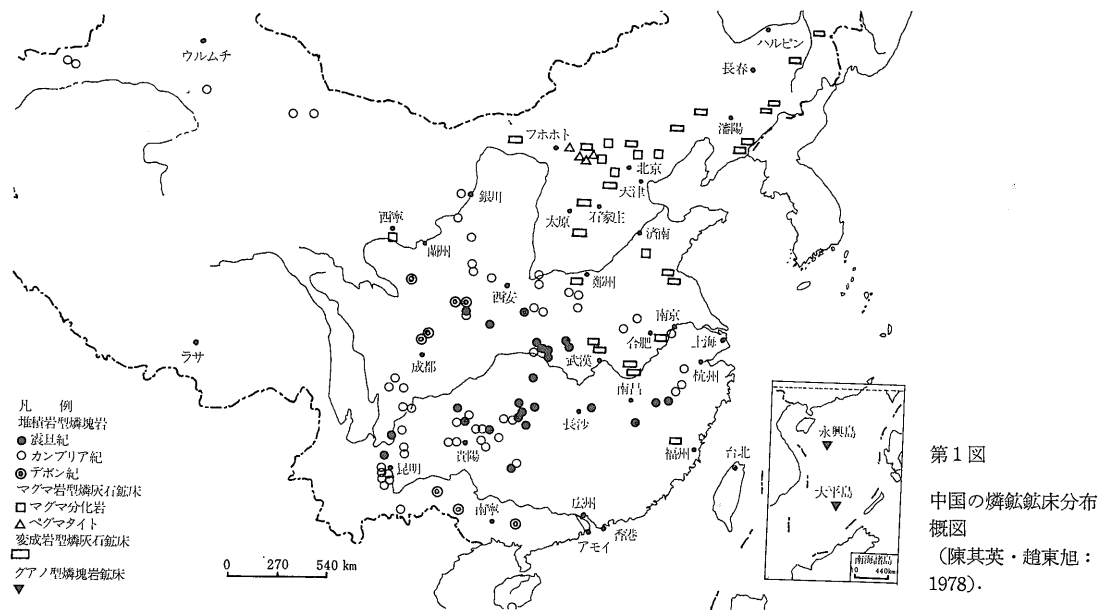 ウルムチ
ハルピン
長春
瀋陽
フホホト
北京
天津
銀川
太原
石家庄
西寧
蘭州
済南
西安
鄭州
南京
合肥
上海
ラサ
成都
武漢
杭州
南昌
長沙
貴陽
昆明
福州
台北
南寧
広州
香港
アモイ
凡 例
堆積岩型燐塊岩
震旦紀
カンブリア紀
デボン紀
マグマ岩型燐灰石鉱床
マグマ分化岩
ペグマタイト
変成岩型燐灰石鉱床
グアノ型燐塊岩鉱床
0 270 540 km
永興島
太平島
南海諸島
0 440km
第1図
中国の燐鉱鉱床分布
概図
(陳其英・趙東旭:
1978).